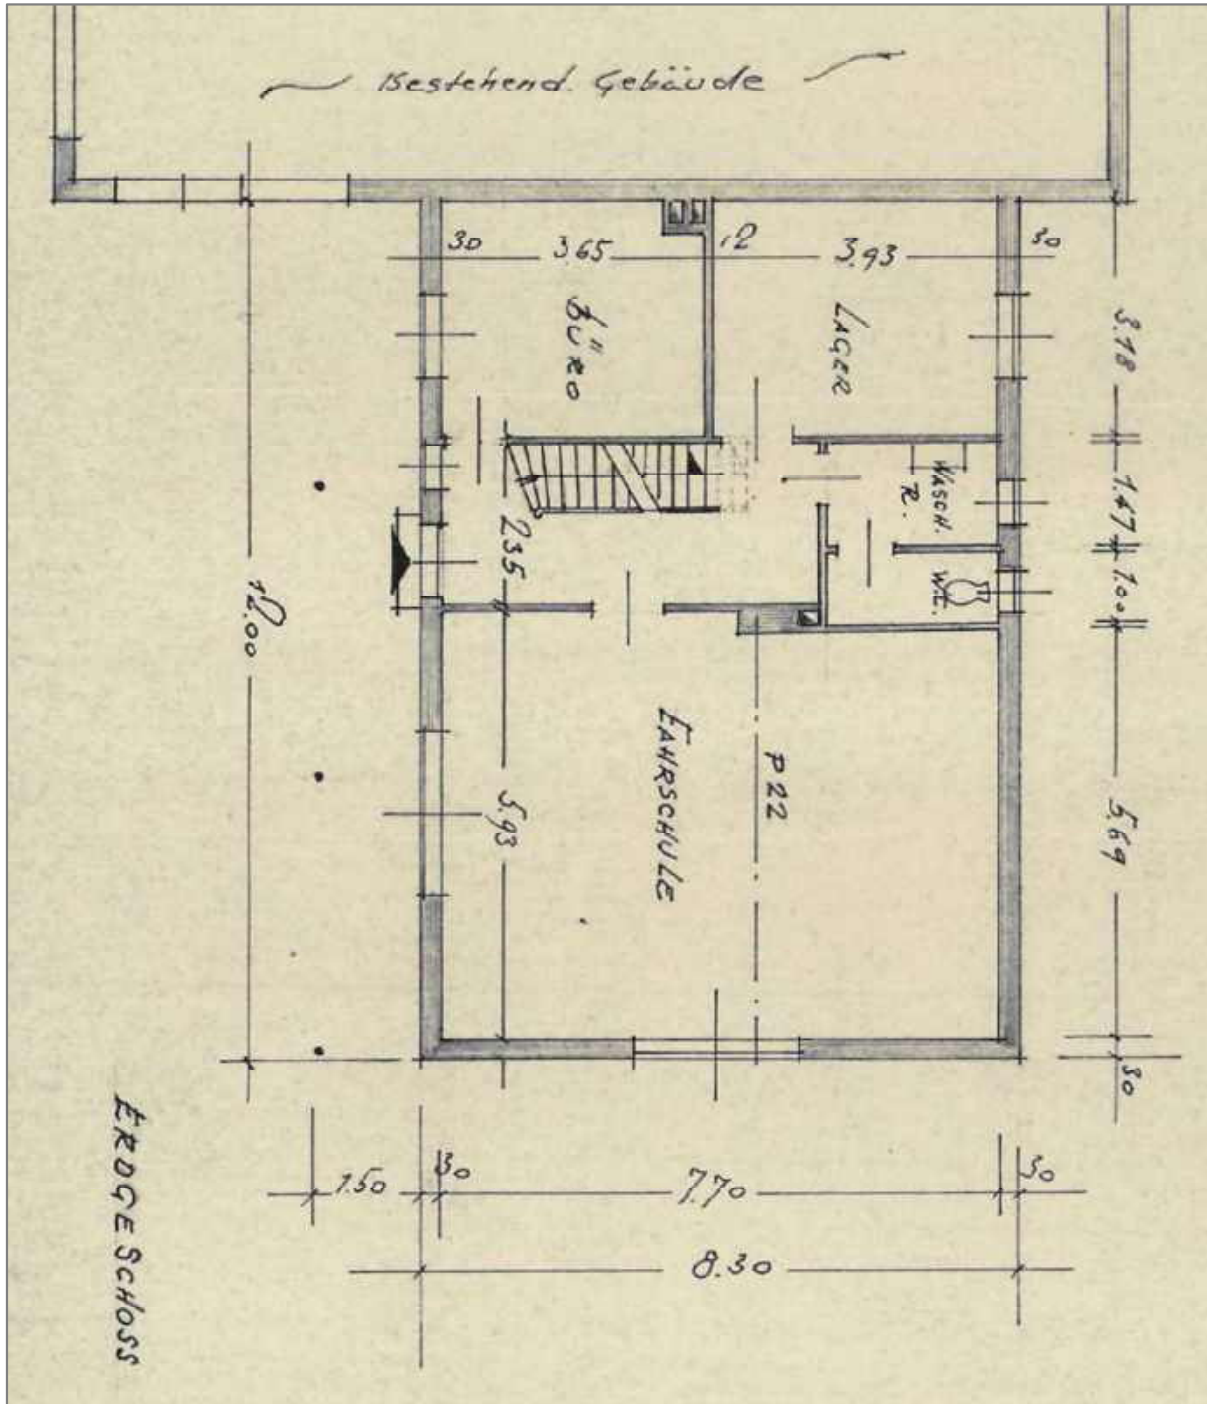 Bestehend. Gebäude
30
3.65
12
3.93
30
BÜRO
LAGER
3.18
WASCH.
R.
1.47
W.C.
1.00
2.35
12.00
FAHRSCHULE
P 22
5.93
5.69
30
ERDGESCHOSS
1.50
30
7.70
30
8.30